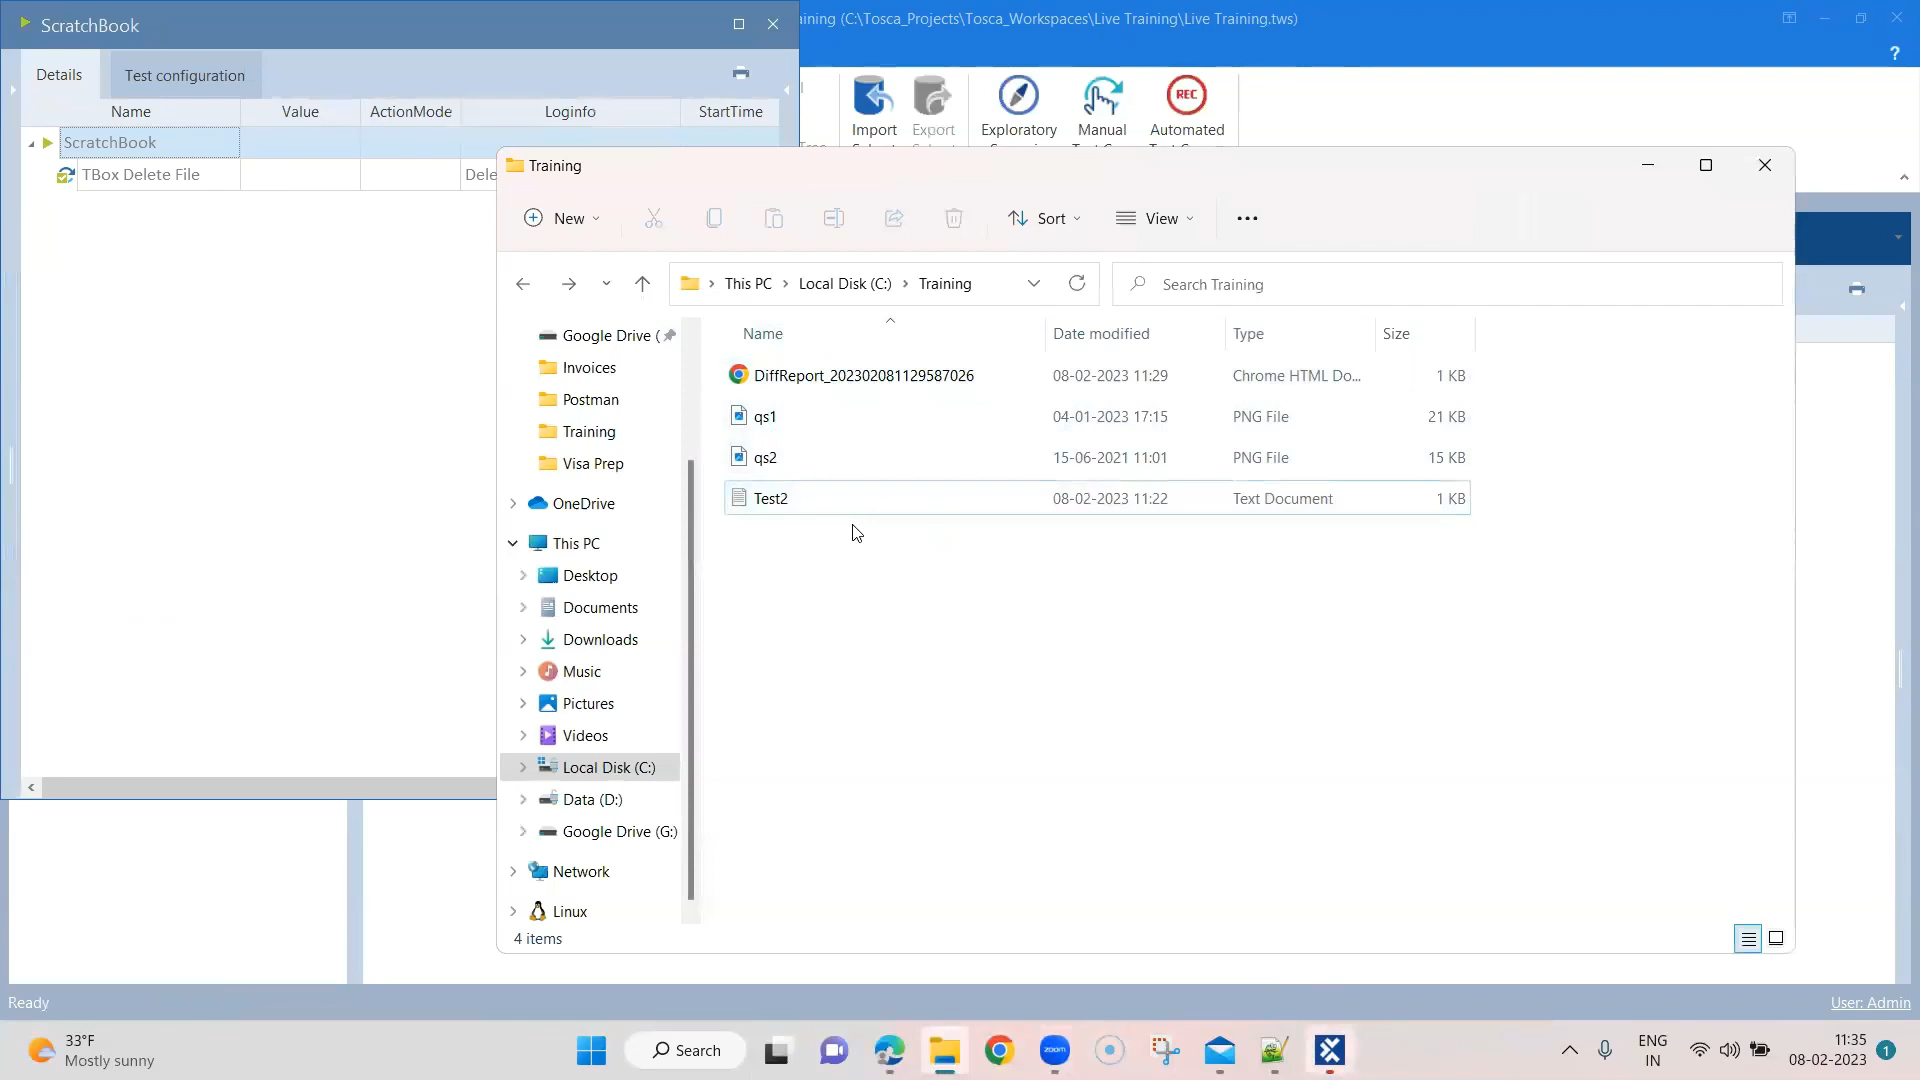 ScratchBook
aining (C:\Tosca_Projects\Tosca_Workspaces\Live Training\Live Training.tws)
?
Details
Test configuration
Name Value ActionMode Loginfo StartTime
ScratchBook
TBox Delete File Dele
Import Export Exploratory Manual Automated
REC
Training
New Sort View
This PC Local Disk (C:) Training
Search Training
Name Date modified Type Size
DiffReport_202302081129587026 08-02-2023 11:29 Chrome HTML Do... 1 KB
qs1 04-01-2023 17:15 PNG File 21 KB
qs2 15-06-2021 11:01 PNG File 15 KB
Test2 08-02-2023 11:22 Text Document 1 KB
Google Drive (
Invoices
Postman
Training
Visa Prep
OneDrive
This PC
Desktop
Documents
Downloads
Music
Pictures
Videos
Local Disk (C:)
Data (D:)
Google Drive (G:)
Network
Linux
4 items
Ready
User: Admin
33°F
Mostly sunny
Search
zoom
ENG
IN
11:35
08-02-2023
1